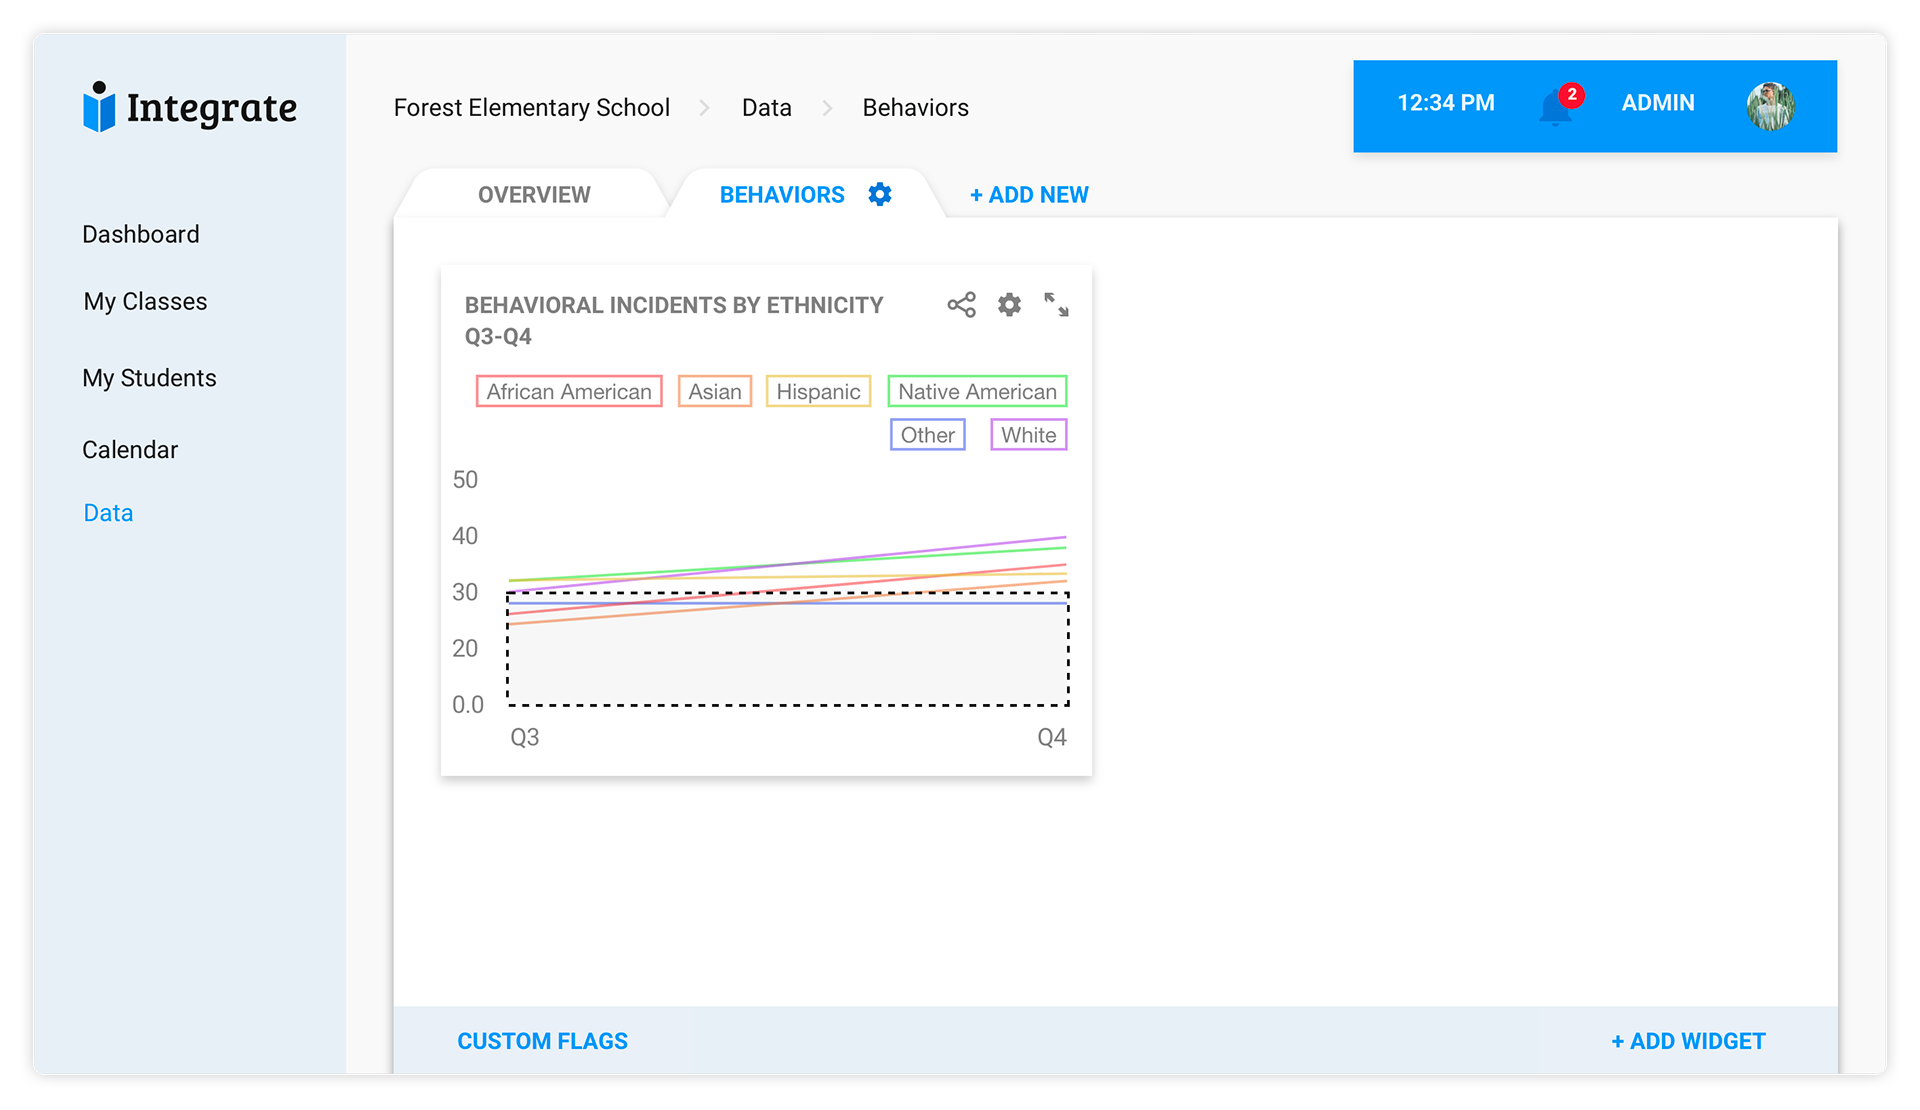 Integrate
Forest Elementary School > Data > Behaviors
12:34 PM 2 ADMIN
OVERVIEW BEHAVIORS + ADD NEW
Dashboard
My Classes
My Students
Calendar
Data
BEHAVIORAL INCIDENTS BY ETHNICITY
Q3-Q4
African American Asian Hispanic Native American
Other White
50
40
30
20
0.0
Q3 Q4
CUSTOM FLAGS + ADD WIDGET